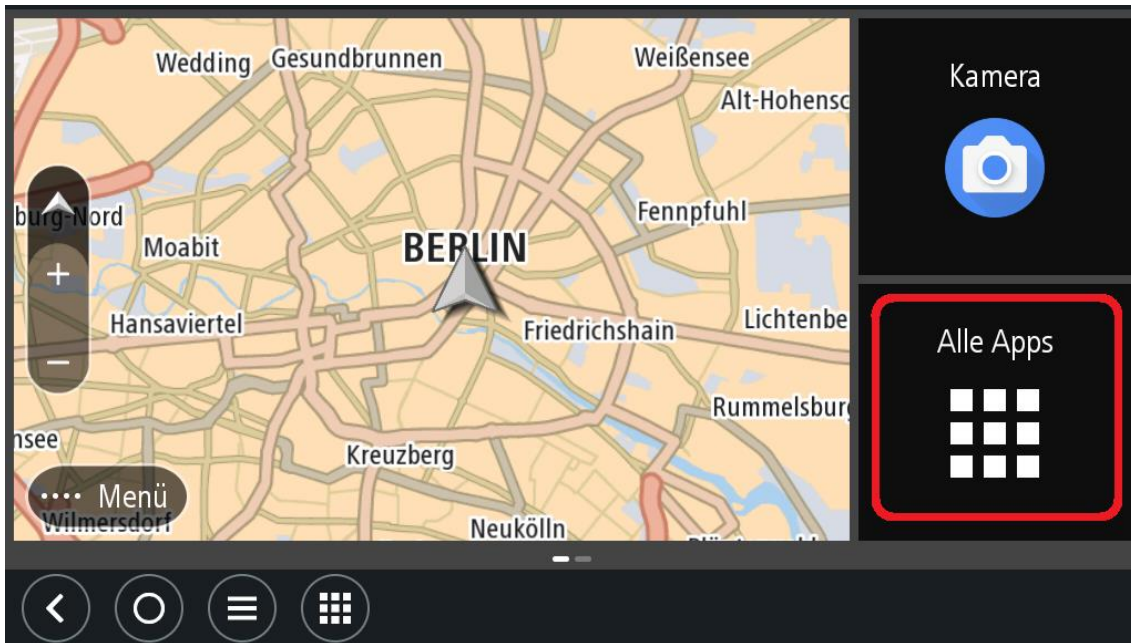 Wedding
Gesundbrunnen
Weißensee
Kamera
Alt-Hohensc
burg-Nord
Fennpfuhl
Moabit
BERLIN
+
Hansaviertel
Friedrichshain
Lichtenbe
Alle Apps
−
Rummelsburg
nsee
Kreuzberg
Menü
Wilmersdorf
Neukölln